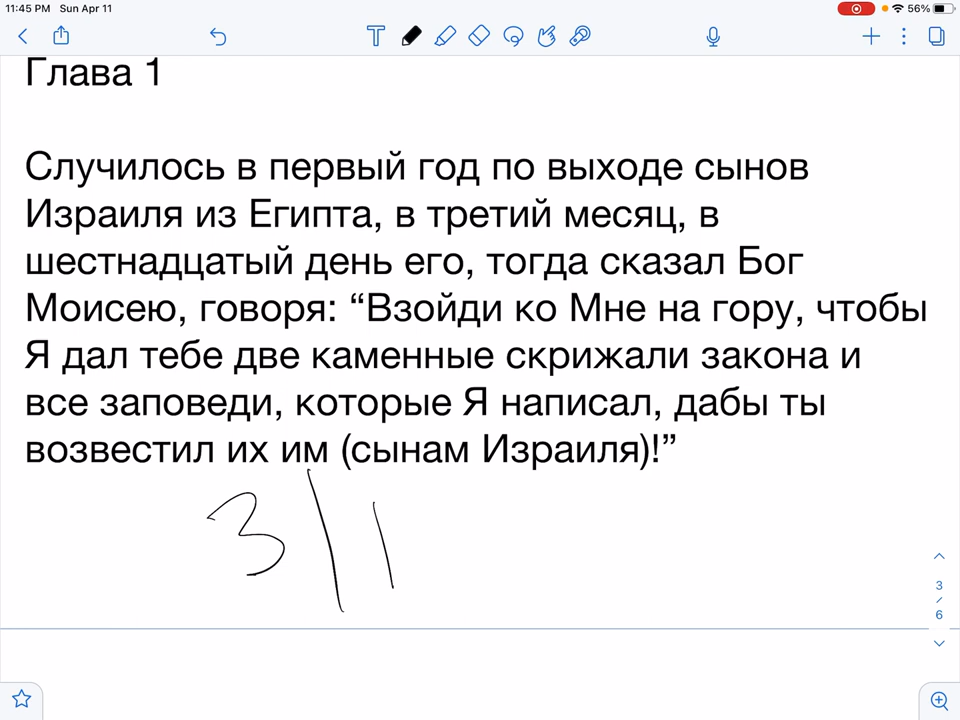 11:45 PM Sun Apr 11
56%
Глава 1
Случилось в первый год по выходе сынов
Израиля из Египта, в третий месяц, в
шестнадцатый день его, тогда сказал Бог
Моисею, говоря: “Взойди ко Мне на гору, чтобы
Я дал тебе две каменные скрижали закона и
все заповеди, которые Я написал, дабы ты
возвестил их им (сынам Израиля)!”
3/1
3
/
6